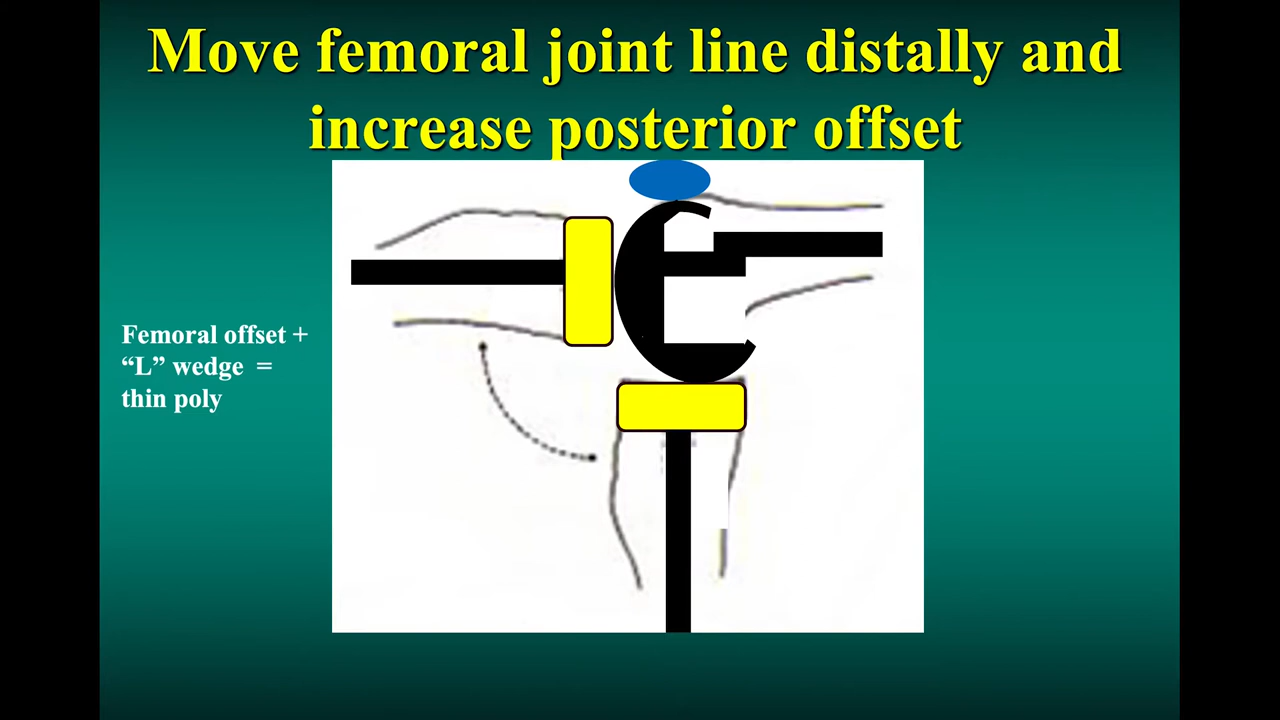 Move femoral joint line distally and
increase posterior offset
Femoral offset +
“L” wedge =
thin poly